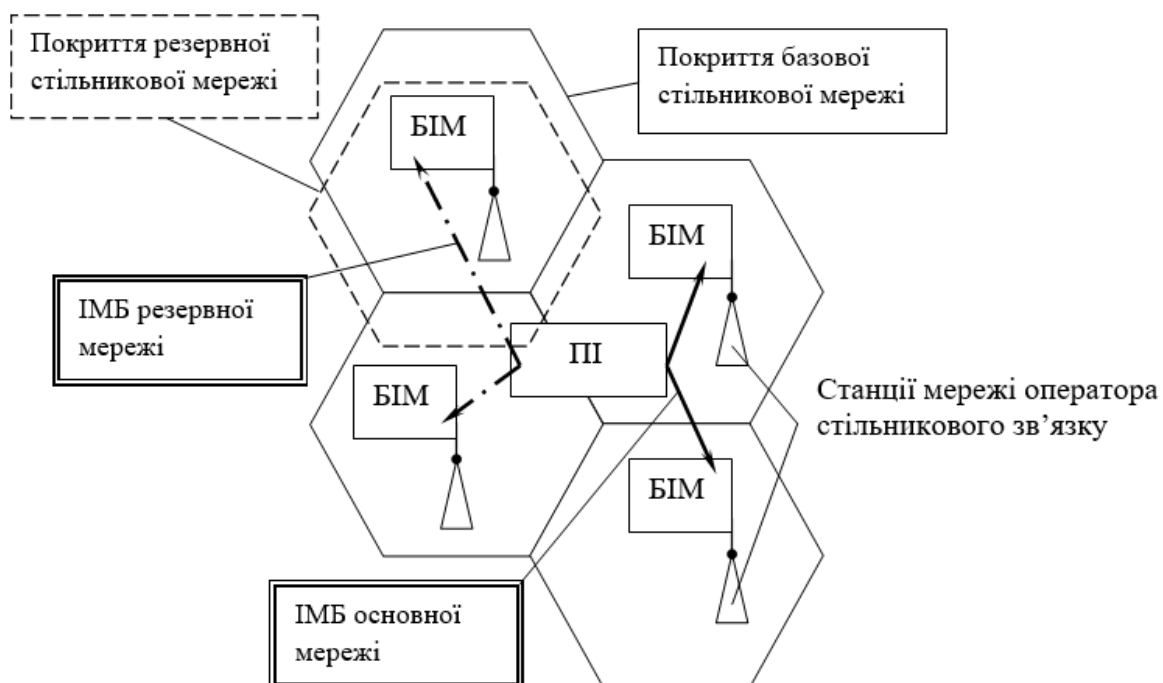 Покриття резервної
стільникової мережі
Покриття базової
стільникової мережі
БІМ
БІМ
ІМБ резервної
мережі
ПІ
БІМ
Станції мережі оператора
стільникового зв’язку
БІМ
ІМБ основної
мережі